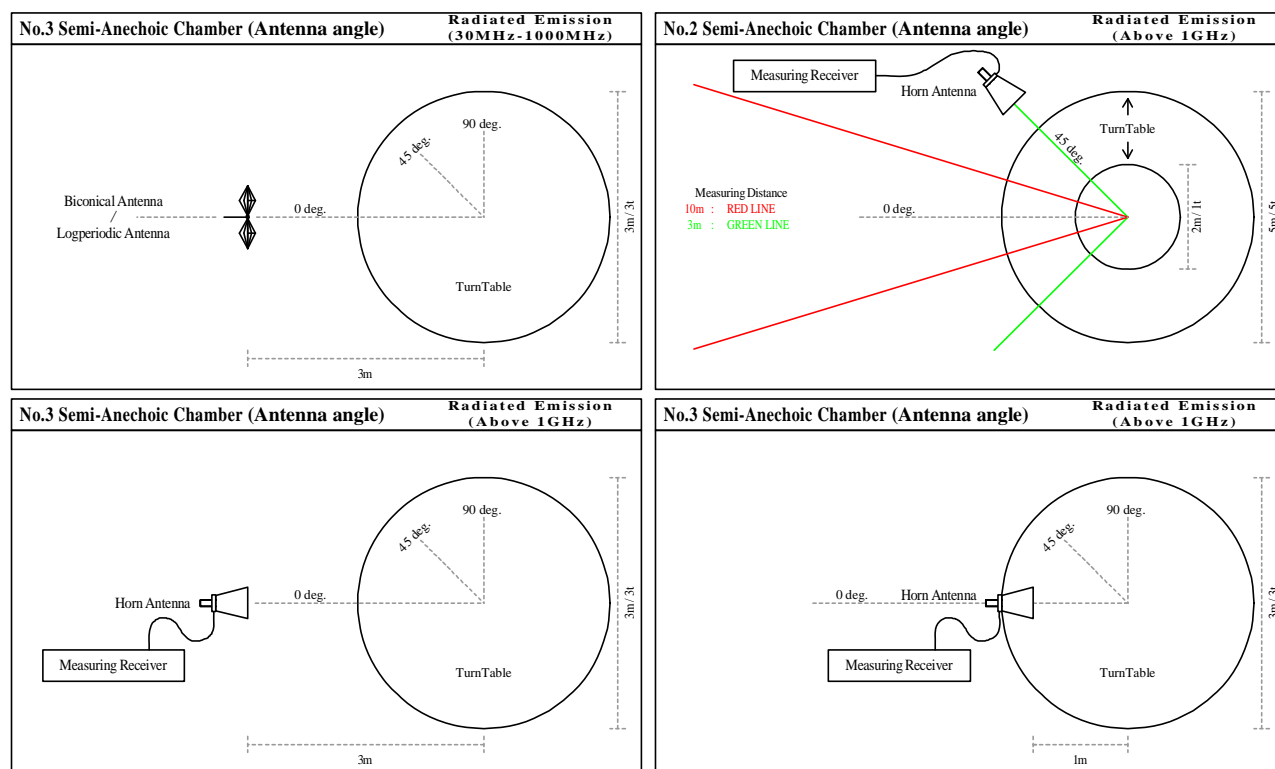 No.3 Semi-Anechoic Chamber (Antenna angle)
Radiated Emission
(30MHz-1000MHz)
90 deg.
45 deg.
Biconical Antenna
Logperiodic Antenna
0 deg.
3m / 3t
TurnTable
3m
No.2 Semi-Anechoic Chamber (Antenna angle)
Radiated Emission
(Above 1GHz)
Measuring Receiver
Horn Antenna
TurnTable
45 deg.
Measuring Distance
10m : RED LINE
3m : GREEN LINE
0 deg.
2m / 1t
5m / 5t
No.3 Semi-Anechoic Chamber (Antenna angle)
Radiated Emission
(Above 1GHz)
90 deg.
45 deg.
Horn Antenna
0 deg.
3m / 3t
Measuring Receiver
TurnTable
3m
No.3 Semi-Anechoic Chamber (Antenna angle)
Radiated Emission
(Above 1GHz)
90 deg.
45 deg.
0 deg.
Horn Antenna
3m / 3t
Measuring Receiver
TurnTable
1m